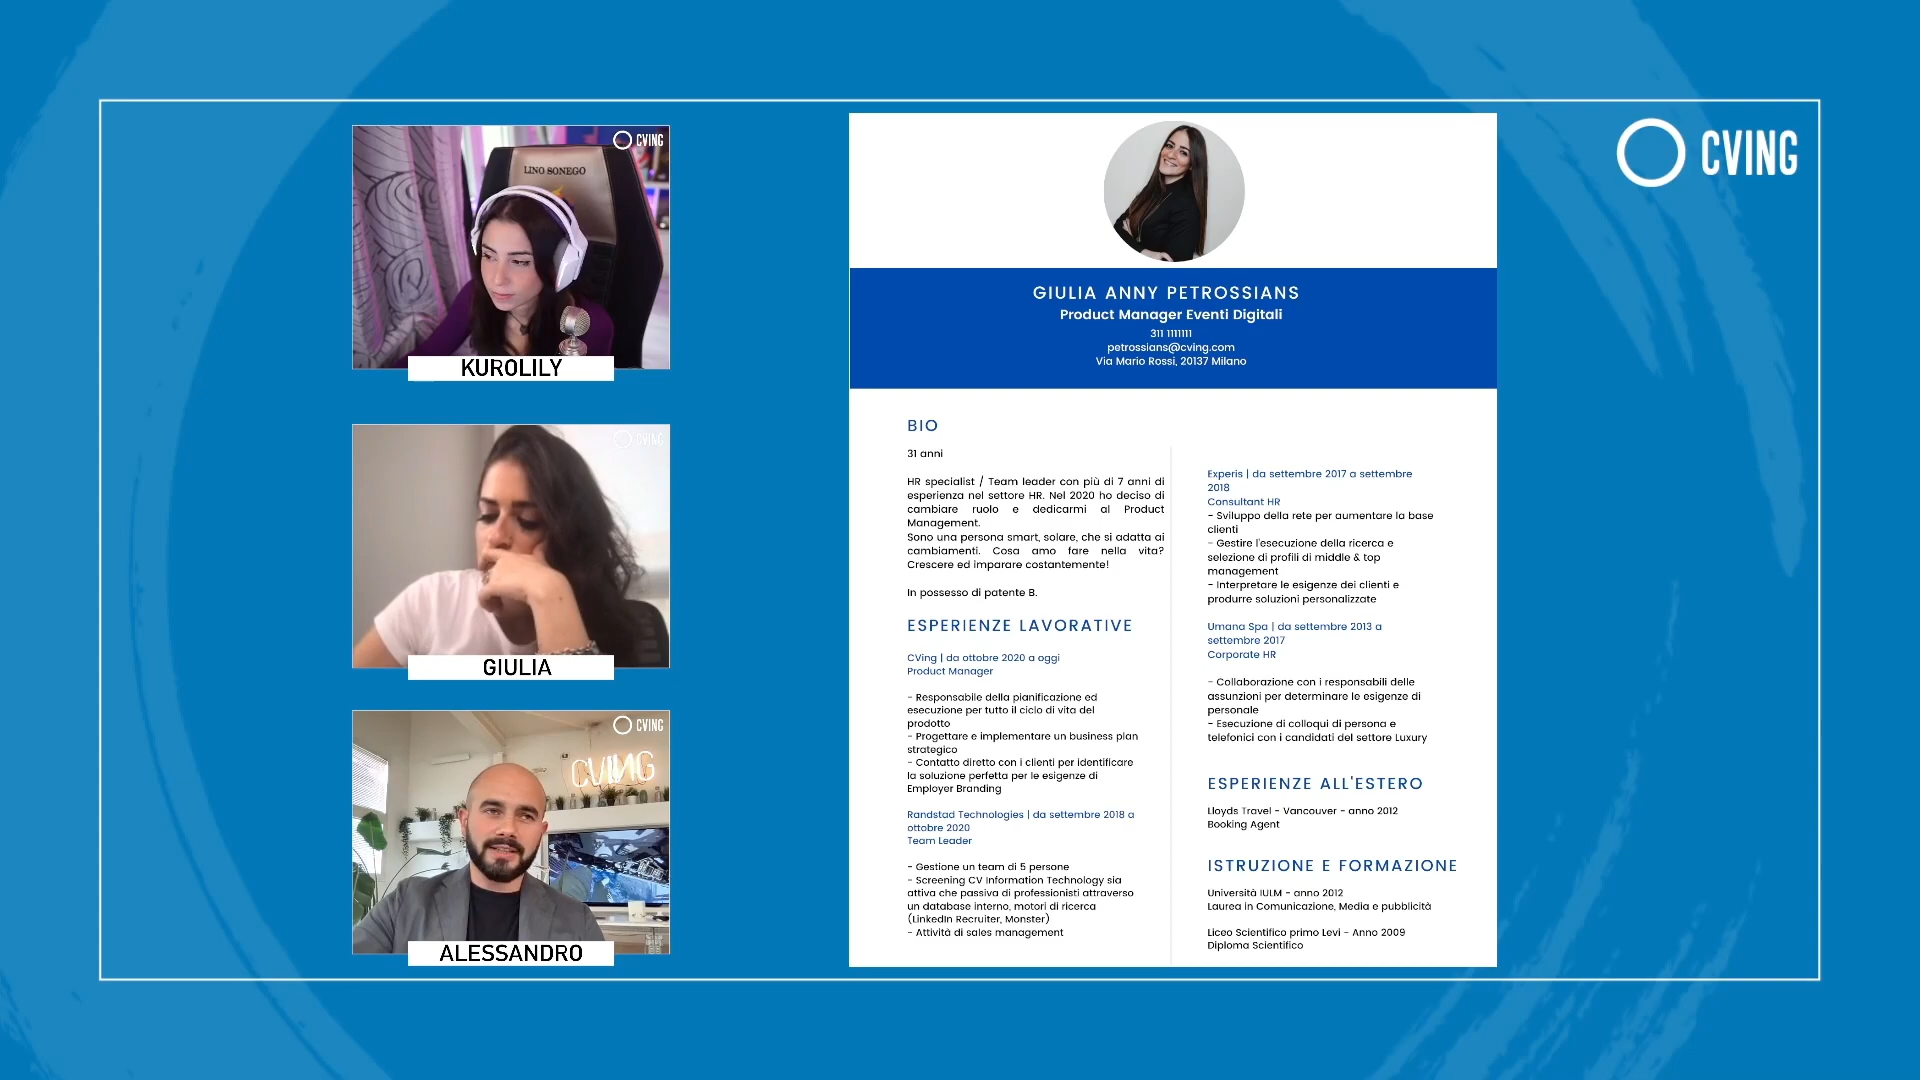 CVING
LINO SONEGO
KUROLILY
CVING
GIULIA
CVING
CVING
ALESSANDRO
CVING
GIULIA ANNY PETROSSIANS
Product Manager Eventi Digitali
311 1111111
petrossians@cving.com
Via Mario Rossi, 20137 Milano
BIO
31 anni
HR specialist / Team leader con più di 7 anni di
esperienza nel settore HR. Nel 2020 ho deciso di
cambiare ruolo e dedicarmi al Product
Management.
Sono una persona smart, solare, che si adatta ai
cambiamenti. Cosa amo fare nella vita?
Crescere ed imparare costantemente!
In possesso di patente B.
ESPERIENZE LAVORATIVE
CVing | da ottobre 2020 a oggi
Product Manager
- Responsabile della pianificazione ed
esecuzione per tutto il ciclo di vita del
prodotto
- Progettare e implementare un business plan
strategico
- Contatto diretto con i clienti per identificare
la soluzione perfetta per le esigenze di
Employer Branding
Randstad Technologies | da settembre 2018 a
ottobre 2020
Team Leader
- Gestione un team di 5 persone
- Screening CV Information Technology sia
attiva che passiva di professionisti attraverso
un database interno, motori di ricerca
(LinkedIn Recruiter, Monster)
- Attività di sales management
Experis | da settembre 2017 a settembre
2018
Consultant HR
- Sviluppo della rete per aumentare la base
clienti
- Gestire l'esecuzione della ricerca e
selezione di profili di middle & top
management
- Interpretare le esigenze dei clienti e
produrre soluzioni personalizzate
Umana Spa | da settembre 2013 a
settembre 2017
Corporate HR
- Collaborazione con i responsabili delle
assunzioni per determinare le esigenze di
personale
- Esecuzione di colloqui di persona e
telefonici con i candidati del settore Luxury
ESPERIENZE ALL'ESTERO
Lloyds Travel - Vancouver - anno 2012
Booking Agent
ISTRUZIONE E FORMAZIONE
Università IULM - anno 2012
Laurea in Comunicazione, Media e pubblicità
Liceo Scientifico primo Levi - Anno 2009
Diploma Scientifico